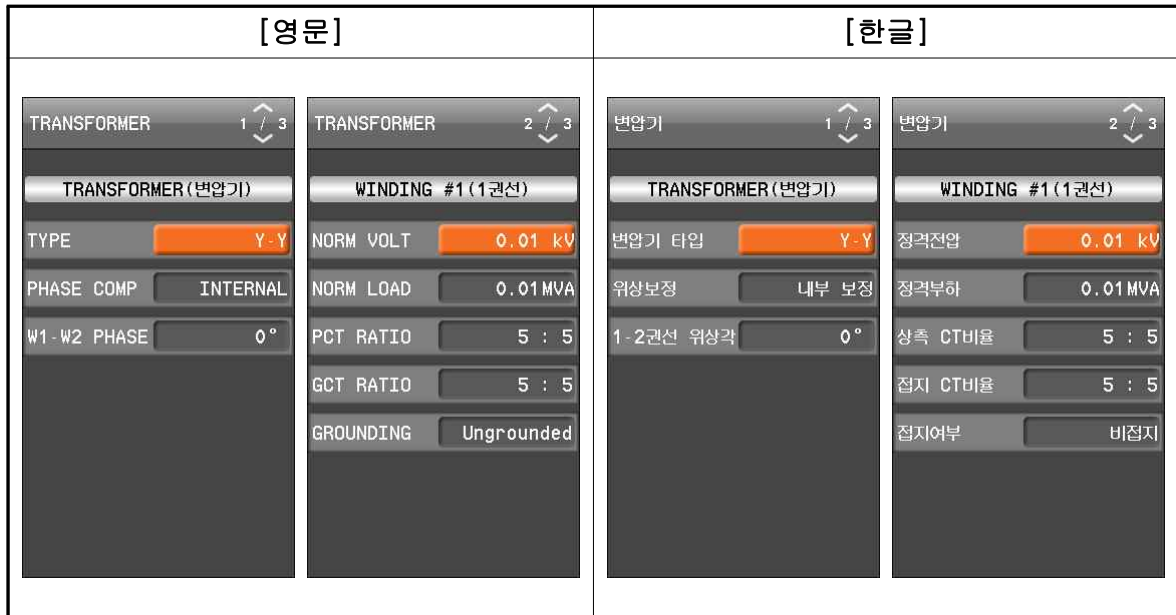 [영문]
[한글]
TRANSFORMER 1 / 3
TRANSFORMER(변압기)
TYPE Y-Y
PHASE COMP INTERNAL
W1-W2 PHASE 0°
TRANSFORMER 2 / 3
WINDING #1(1권선)
NORM VOLT 0.01 kV
NORM LOAD 0.01MVA
PCT RATIO 5 : 5
GCT RATIO 5 : 5
GROUNDING Ungrounded
변압기 1 / 3
TRANSFORMER(변압기)
변압기 타입 Y-Y
위상보정 내부 보정
1-2권선 위상각 0°
변압기 2 / 3
WINDING #1(1권선)
정격전압 0.01 kV
정격부하 0.01MVA
상측 CT비율 5 : 5
접지 CT비율 5 : 5
접지여부 비접지